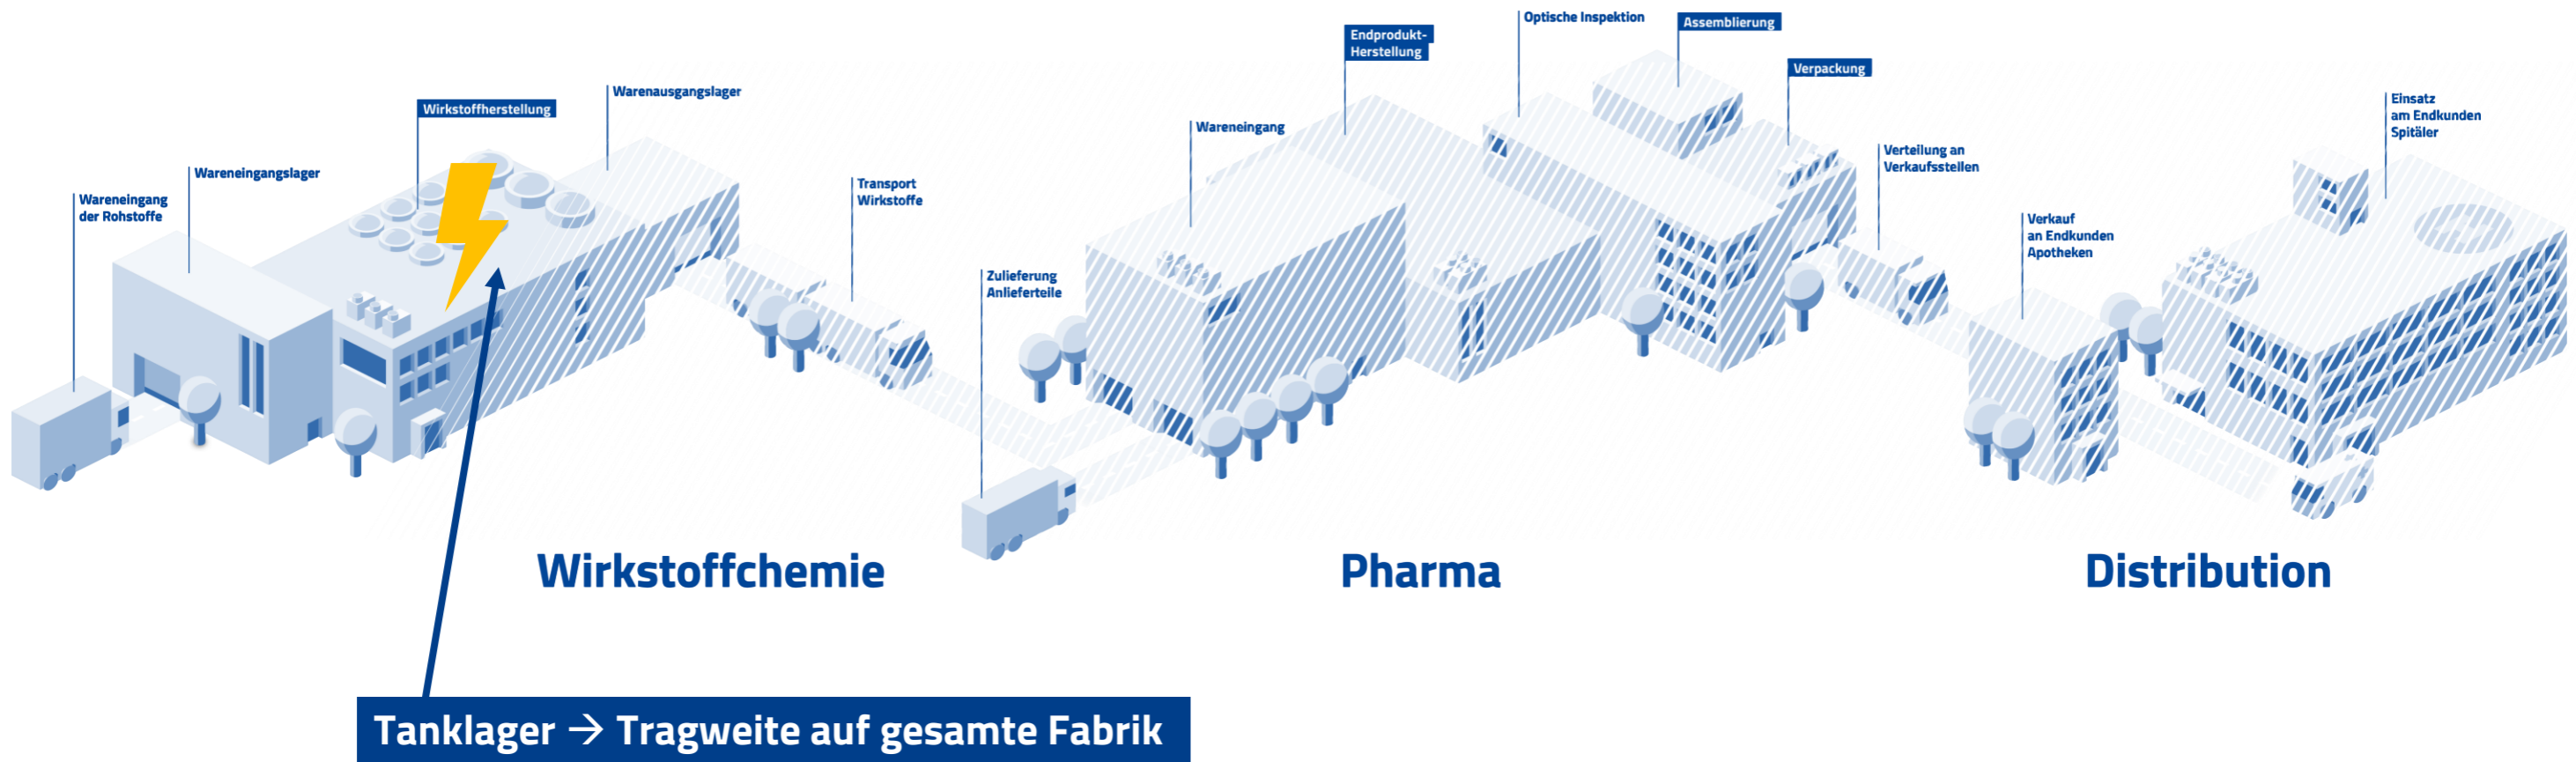 Wareneingang
der Rohstoffe
Wareneingangslager
Wirkstoffherstellung
Warenausgangslager
Transport
Wirkstoffe
Zulieferung
Anlieferteile
Wareneingang
Endprodukt-
Herstellung
Optische Inspektion
Assemblierung
Verpackung
Verteilung an
Verkaufsstellen
Verkauf
an Endkunden
Apotheken
Einsatz
am Endkunden
Spitäler
Wirkstoffchemie
Pharma
Distribution
Tanklager → Tragweite auf gesamte Fabrik